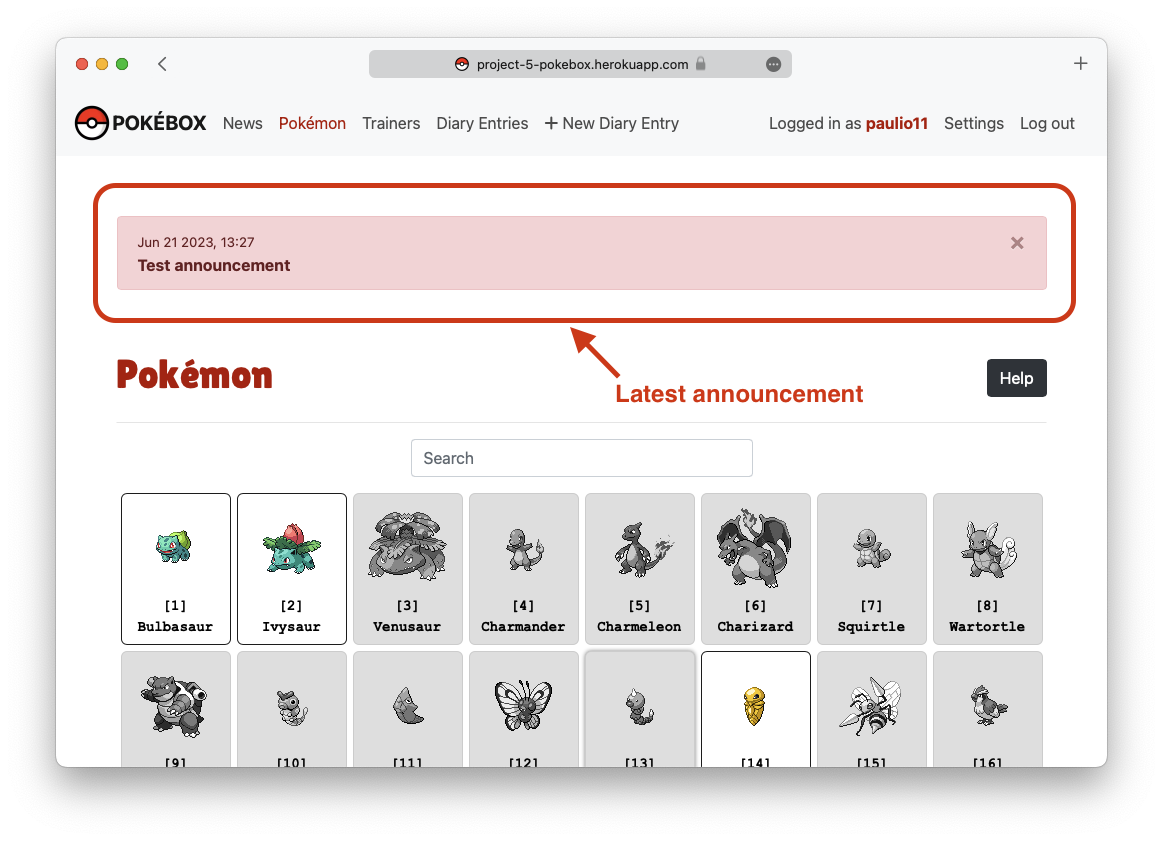 project-5-pokebox.herokuapp.com
POKÉBOX News Pokémon Trainers Diary Entries + New Diary Entry Logged in as paulio11 Settings Log out
Jun 21 2023, 13:27
Test announcement
Latest announcement
Pokémon
Help
Search
[1] [2] [3] [4] [5] [6] [7] [8]
Bulbasaur Ivysaur Venusaur Charmander Charmeleon Charizard Squirtle Wartortle
[9] [10] [11] [12] [13] [14] [15] [16]